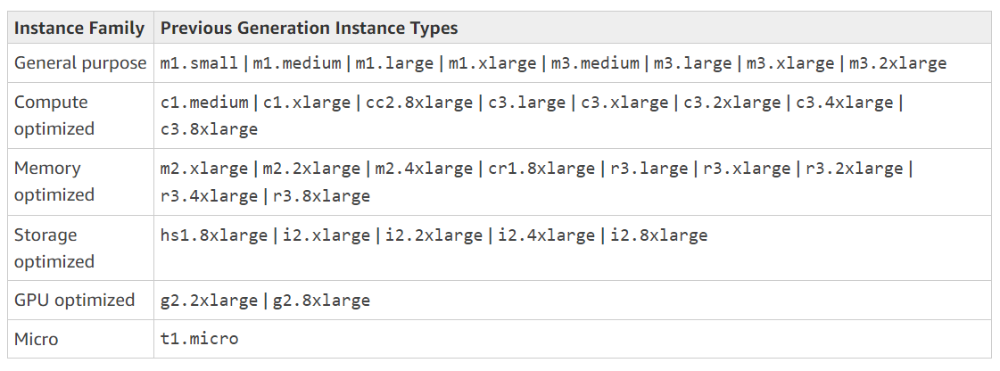 Instance Family Previous Generation Instance Types
General purpose m1.small | m1.medium | m1.large | m1.xlarge | m3.medium | m3.large | m3.xlarge | m3.2xlarge
Compute optimized c1.medium | c1.xlarge | cc2.8xlarge | c3.large | c3.xlarge | c3.2xlarge | c3.4xlarge |
c3.8xlarge
Memory optimized m2.xlarge | m2.2xlarge | m2.4xlarge | cr1.8xlarge | r3.large | r3.xlarge | r3.2xlarge |
r3.4xlarge | r3.8xlarge
Storage optimized hs1.8xlarge | i2.xlarge | i2.2xlarge | i2.4xlarge | i2.8xlarge
GPU optimized g2.2xlarge | g2.8xlarge
Micro t1.micro